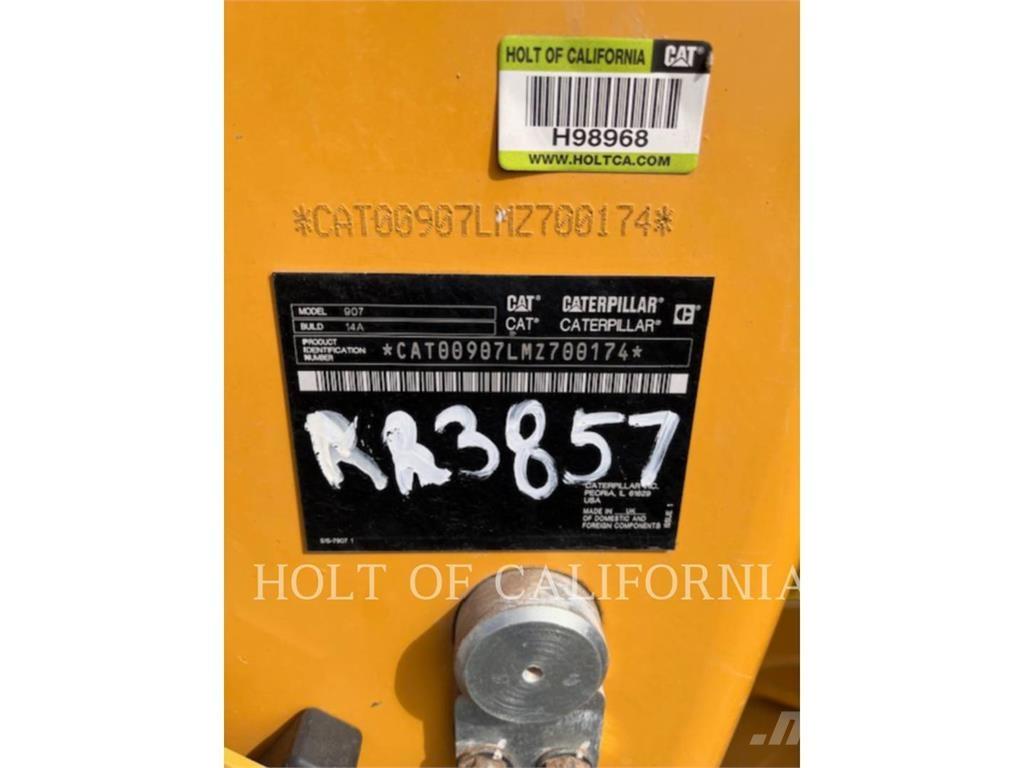 HOLT OF CALIFORNIA CAT
H98968
WWW.HOLTCA.COM
*CAT00907LMZ700174*
MODEL 907
BUILD 14A
CAT CATERPILLAR C
CAT® CATERPILLAR®
PRODUCT
IDENTIFICATION
NUMBER
*CAT00907LMZ700174*
RR3857
CATERPILLAR INC.
PEORIA, IL 61629
USA
MADE IN UK
OF DOMESTIC AND
FOREIGN COMPONENTS
ISSUE 1
HOLT OF CALIFORNIA